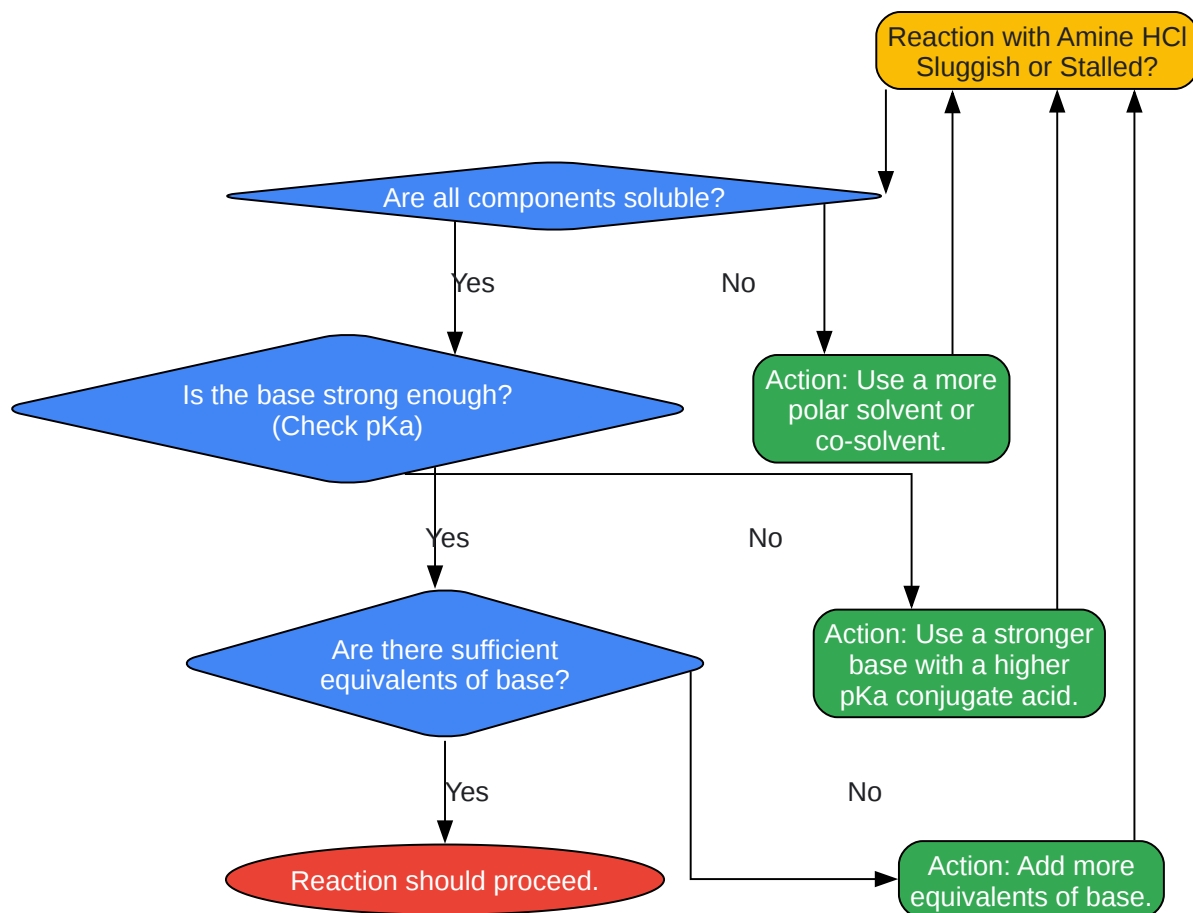 Reaction with Amine HCl
Sluggish or Stalled?
Are all components soluble?
Yes
No
Is the base strong enough?
(Check pKa)
Action: Use a more
polar solvent or
co-solvent.
Yes
No
Are there sufficient
equivalents of base?
Action: Use a stronger
base with a higher
pKa conjugate acid.
Yes
No
Reaction should proceed.
Action: Add more
equivalents of base.